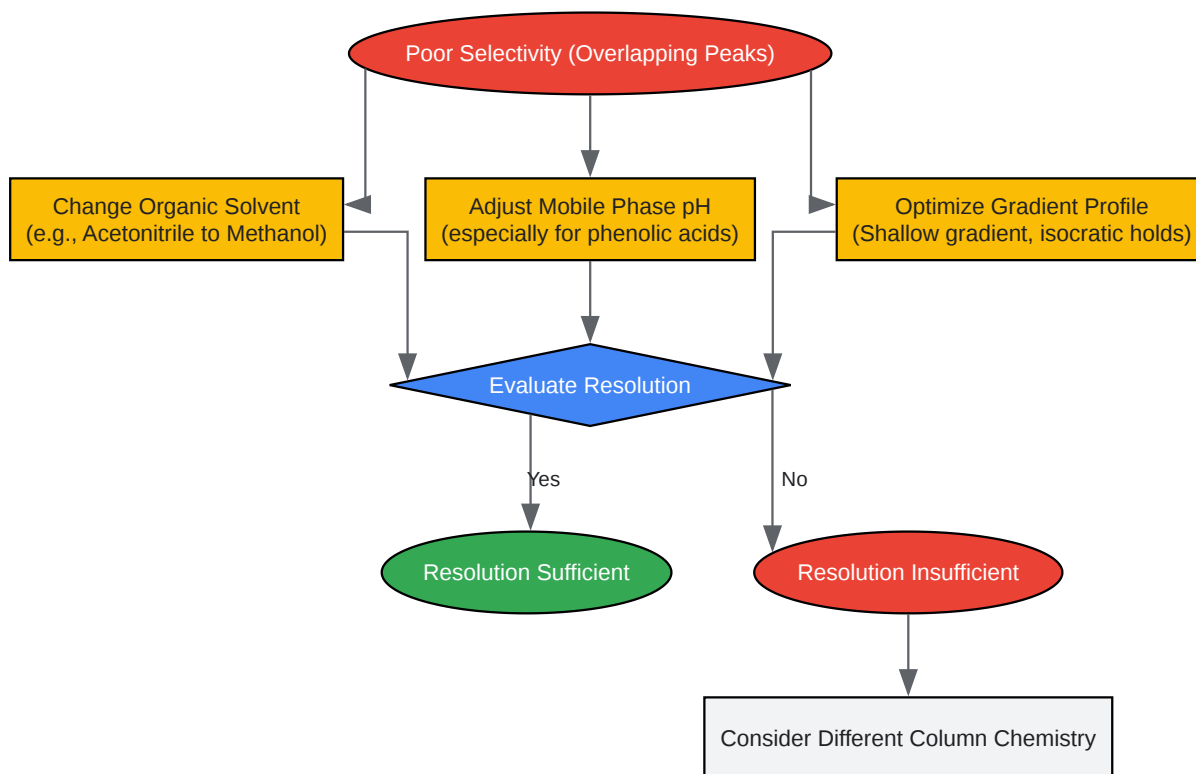 Poor Selectivity (Overlapping Peaks)
Change Organic Solvent
(e.g., Acetonitrile to Methanol)
Adjust Mobile Phase pH
(especially for phenolic acids)
Optimize Gradient Profile
(Shallow gradient, isocratic holds)
Evaluate Resolution
Yes
No
Resolution Sufficient
Resolution Insufficient
Consider Different Column Chemistry